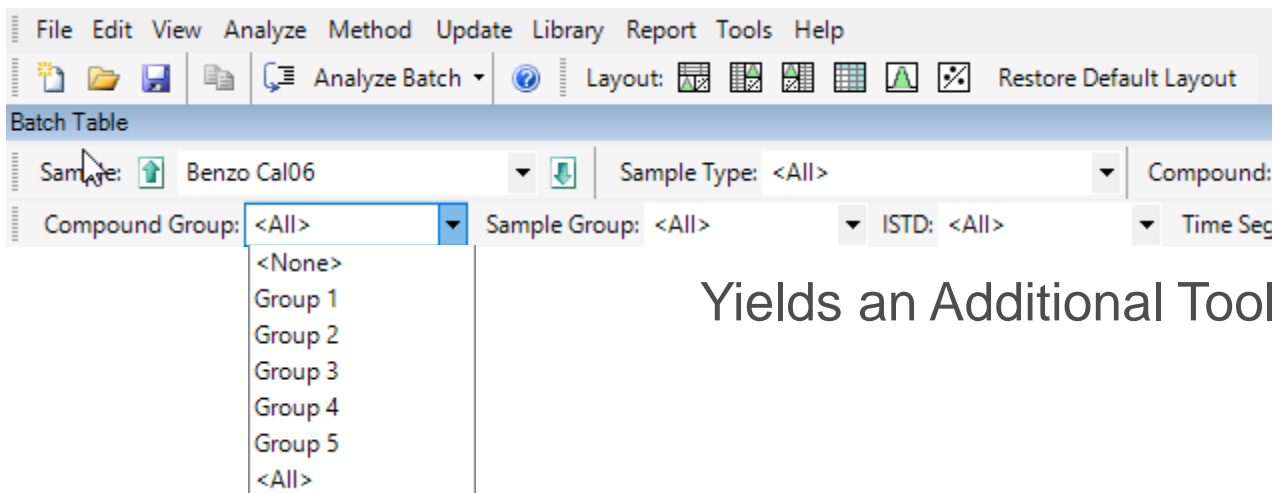 File Edit View Analyze Method Update Library Report Tools Help
Analyze Batch Layout: Restore Default Layout
Batch Table
Sample: Benzo Cal06 Sample Type: <All> Compound:
Compound Group: <All> Sample Group: <All> ISTD: <All> Time Seg
<None>
Group 1
Yields an Additional Tool
Group 2
Group 3
Group 4
Group 5
<All>